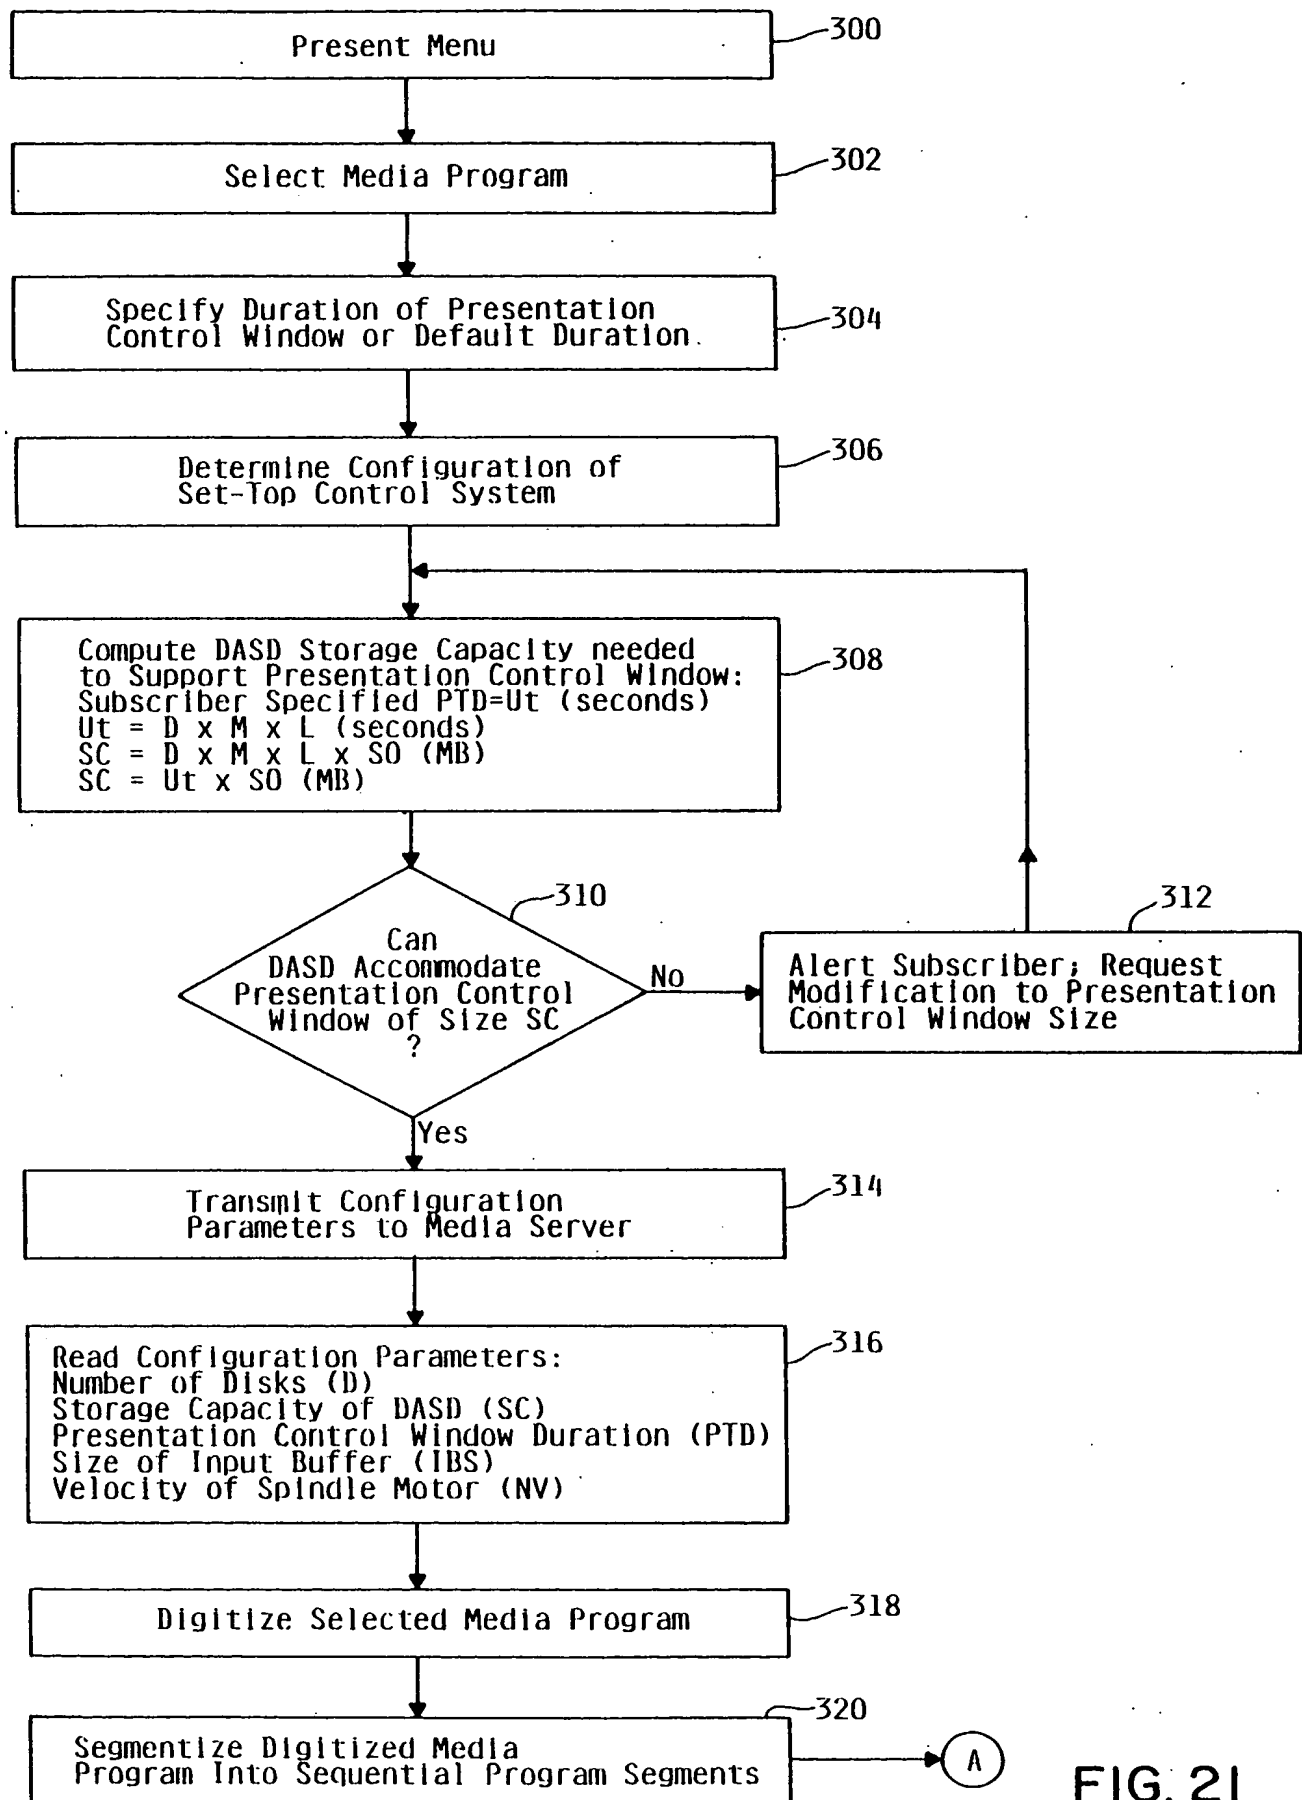 Present Menu
300
Select Media Program
302
Specify Duration of Presentation
Control Window or Default Duration
304
Determine Configuration of
Set-Top Control System
306
Compute DASD Storage Capacity needed
to Support Presentation Control Window:
Subscriber Specified PTD=Ut (seconds)
Ut = D x M x L (seconds)
SC = D x M x L x SO (MB)
SC = Ut x SO (MB)
308
310
Can
DASD Accommodate
Presentation Control
Window of Size SC
?
No
312
Alert Subscriber; Request
Modification to Presentation
Control Window Size
Yes
Transmit Configuration
Parameters to Media Server
314
Read Configuration Parameters:
Number of Disks (D)
Storage Capacity of DASD (SC)
Presentation Control Window Duration (PTD)
Size of Input Buffer (IBS)
Velocity of Spindle Motor (NV)
316
Digitize Selected Media Program
318
320
Segmentize Digitized Media
Program Into Sequential Program Segments
A
FIG. 21